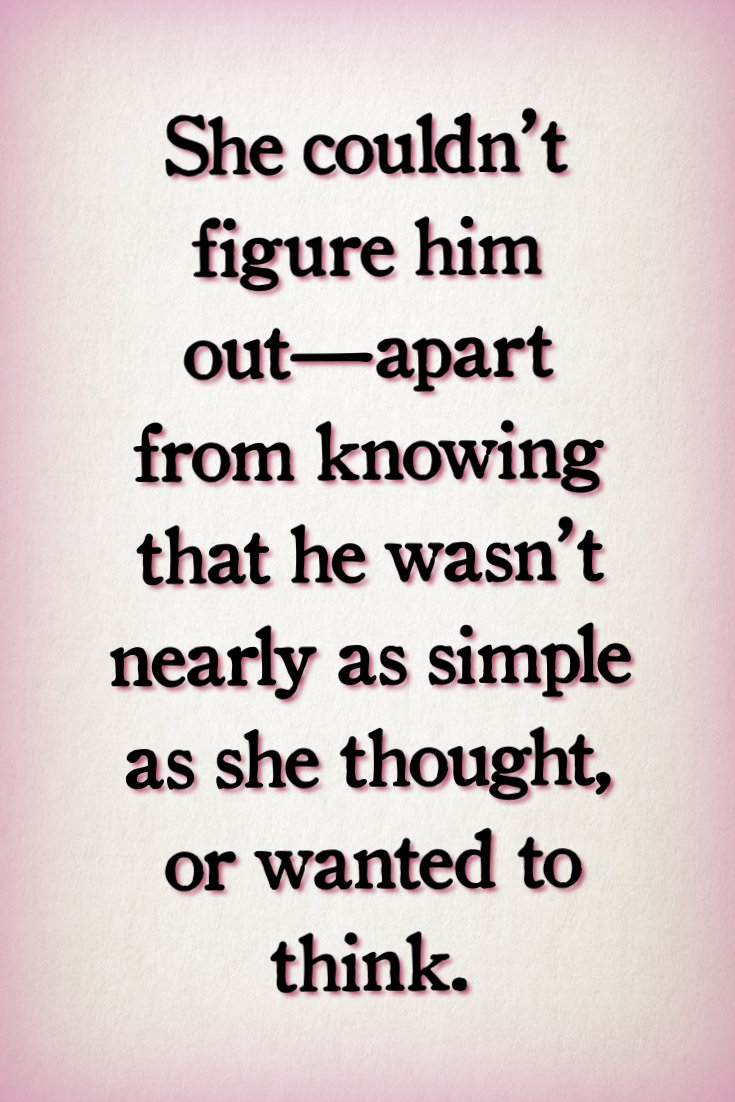 She couldn’t
figure him
out—apart
from knowing
that he wasn’t
nearly as simple
as she thought,
or wanted to
think.